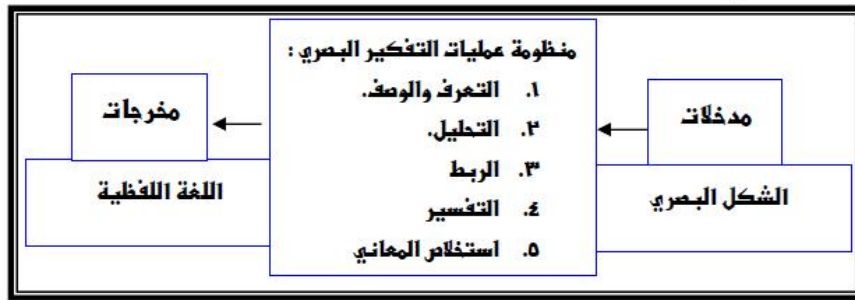 مدخلات
الشكل البصري
منظومة عمليات التفكير البصري :
١. التعرف والوصف.
٢. التحليل.
٣. الربط
٤. التفسير
٥. استخلاص المعاني
مخرجات
اللغة اللفظية